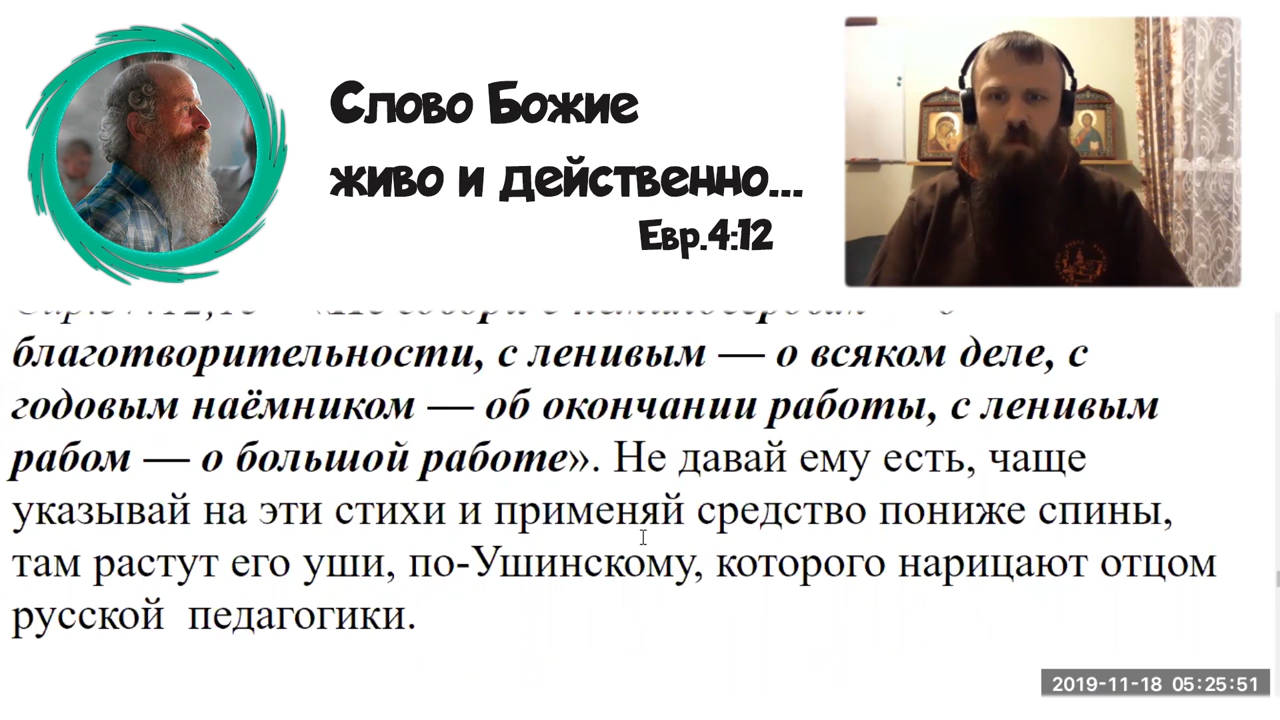 Слово Божие
живо и действенно...
Евр.4:12
благотворительности, с ленивым — о всяком деле, с
годовым наёмником — об окончании работы, с ленивым
рабом — о большой работе». Не давай ему есть, чаще
указывай на эти стихи и применяй средство пониже спины,
там растут его уши, по-Ушинскому, которого нарицают отцом
русской педагогики.
2019-11-18 05:25:51